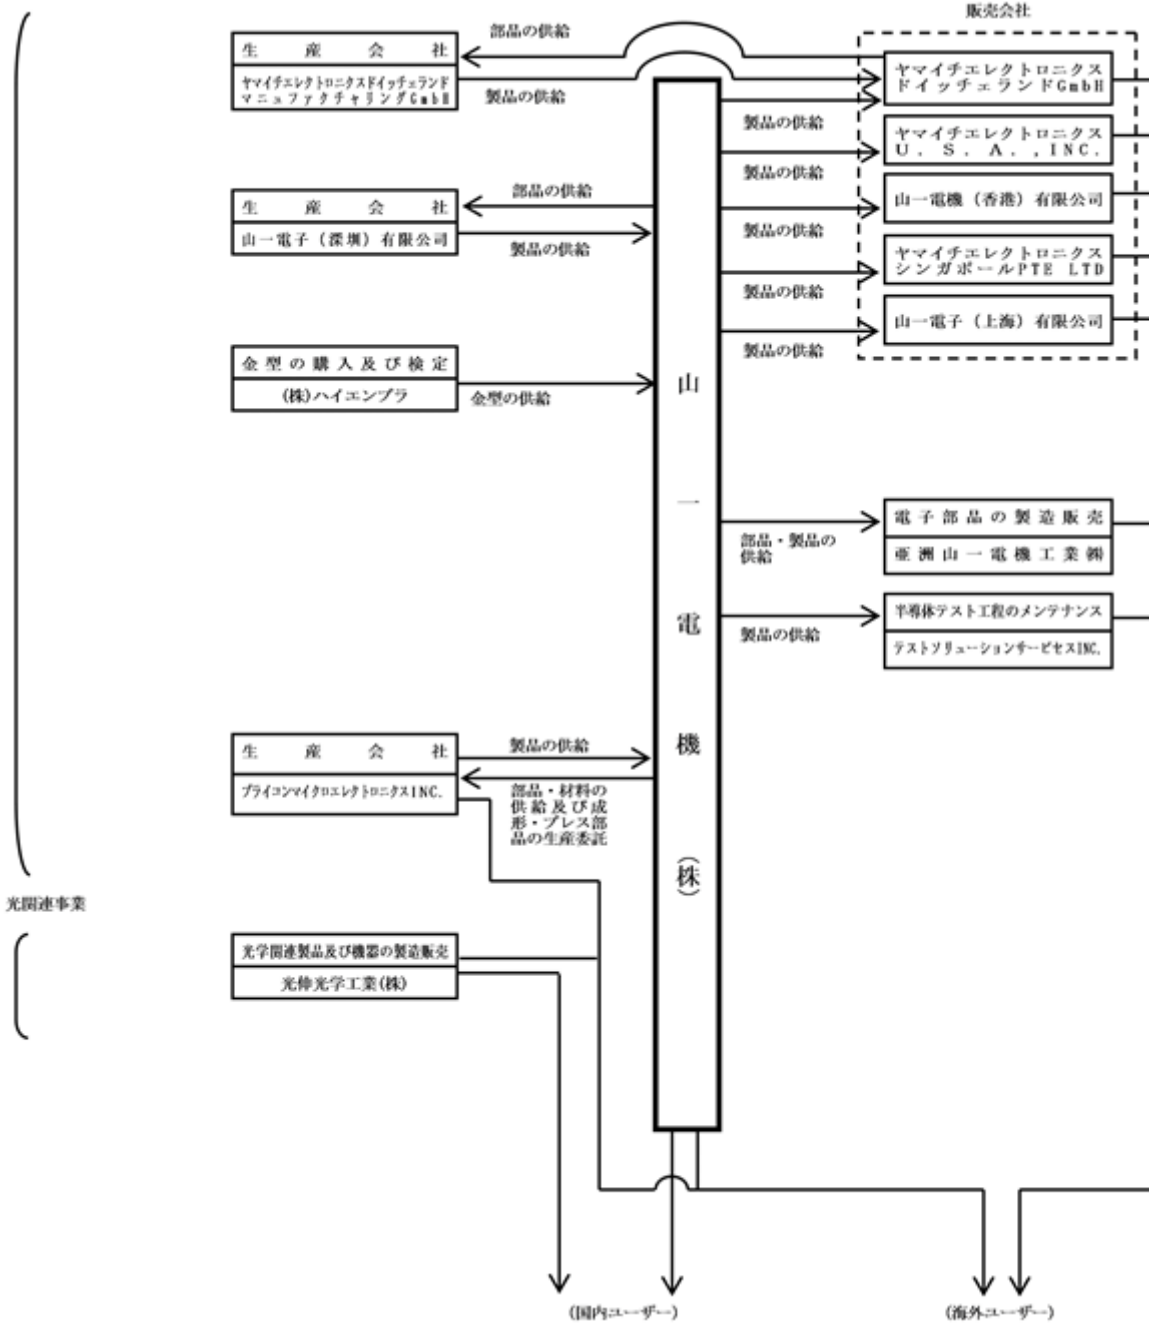 販売会社
部品の供給
生産会社
ヤマイチエレクトロニクスドイッチェランド
マニュファクチャリングGmbH
製品の供給
ヤマイチエレクトロニクス
ドイッチェランドGmbH
製品の供給
ヤマイチエレクトロニクス
U.S.A.,INC.
製品の供給
部品の供給
生産会社
山一電子(深圳)有限公司
製品の供給
山一電機(香港)有限公司
製品の供給
ヤマイチエレクトロニクス
シンガポールPTE LTD
製品の供給
山一電子(上海)有限公司
製品の供給
金型の購入及び検定
(株)ハイエンプラ
金型の供給
山一電機(株)
電子部品の製造販売
亜洲山一電機工業㈱
部品・製品の
供給
半導体テスト工程のメンテナンス
テストソリューションサービセスINC.
製品の供給
生産会社
プライコンマイクロエレクトロニクスINC.
製品の供給
部品・材料の
供給及び成
形・プレス部
品の生産委託
光関連事業
光学関連製品及び機器の製造販売
光伸光学工業(株)
(国内ユーザー)
(海外ユーザー)